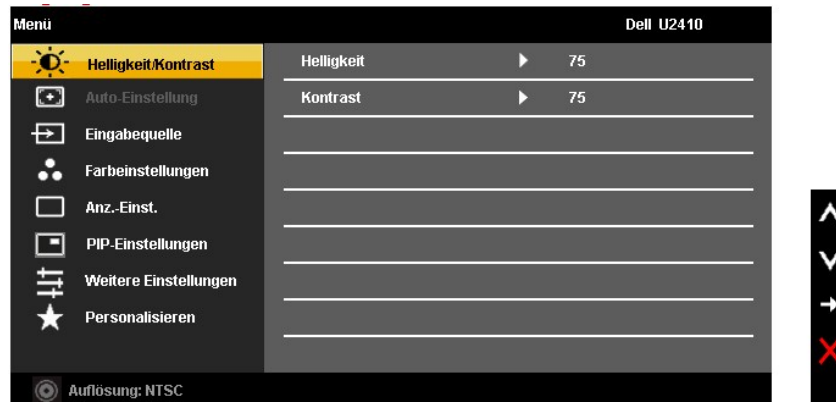 Menü Dell U2410
Helligkeit/Kontrast Helligkeit 75
Auto-Einstellung Kontrast 75
Eingabequelle
Farbeinstellungen
Anz.-Einst.
PIP-Einstellungen
Weitere Einstellungen
Personalisieren
Auflösung: NTSC